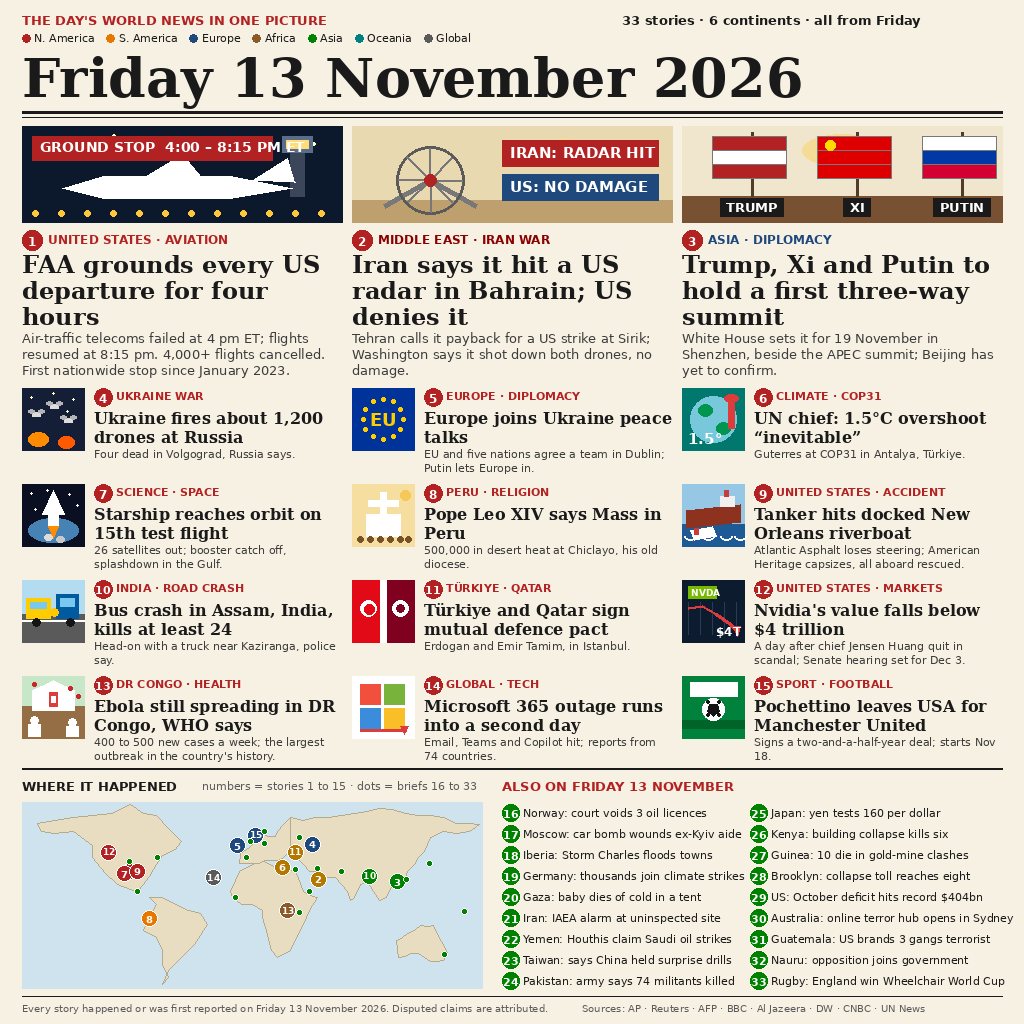 THE DAY'S WORLD NEWS IN ONE PICTURE
33 stories · 6 continents · all from Friday
N. America S. America Europe Africa Asia Oceania Global
Friday 13 November 2026
GROUND STOP 4:00 – 8:15 PM ET
IRAN: RADAR HIT
US: NO DAMAGE
TRUMP
XI
PUTIN
1 UNITED STATES · AVIATION
FAA grounds every US
departure for four
hours
Air-traffic telecoms failed at 4 pm ET; flights
resumed at 8:15 pm. 4,000+ flights cancelled.
First nationwide stop since January 2023.
2 MIDDLE EAST · IRAN WAR
Iran says it hit a US
radar in Bahrain; US
denies it
Tehran calls it payback for a US strike at Sirik;
Washington says it shot down both drones, no
damage.
3 ASIA · DIPLOMACY
Trump, Xi and Putin to
hold a first three-way
summit
White House sets it for 19 November in
Shenzhen, beside the APEC summit; Beijing has
yet to confirm.
4 UKRAINE WAR
Ukraine fires about 1,200
drones at Russia
Four dead in Volgograd, Russia says.
EU
5 EUROPE · DIPLOMACY
Europe joins Ukraine peace
talks
EU and five nations agree a team in Dublin;
Putin lets Europe in.
1.5°
6 CLIMATE · COP31
UN chief: 1.5°C overshoot
“inevitable”
Guterres at COP31 in Antalya, Türkiye.
7 SCIENCE · SPACE
Starship reaches orbit on
15th test flight
26 satellites out; booster catch off,
splashdown in the Gulf.
8 PERU · RELIGION
Pope Leo XIV says Mass in
Peru
500,000 in desert heat at Chiclayo, his old
diocese.
9 UNITED STATES · ACCIDENT
Tanker hits docked New
Orleans riverboat
Atlantic Asphalt loses steering; American
Heritage capsizes, all aboard rescued.
10 INDIA · ROAD CRASH
Bus crash in Assam, India,
kills at least 24
Head-on with a truck near Kaziranga, police
say.
11 TÜRKIYE · QATAR
Türkiye and Qatar sign
mutual defence pact
Erdogan and Emir Tamim, in Istanbul.
NVDA
$4T
12 UNITED STATES · MARKETS
Nvidia's value falls below
$4 trillion
A day after chief Jensen Huang quit in
scandal; Senate hearing set for Dec 3.
13 DR CONGO · HEALTH
Ebola still spreading in DR
Congo, WHO says
400 to 500 new cases a week; the largest
outbreak in the country's history.
14 GLOBAL · TECH
Microsoft 365 outage runs
into a second day
Email, Teams and Copilot hit; reports from
74 countries.
15 SPORT · FOOTBALL
Pochettino leaves USA for
Manchester United
Signs a two-and-a-half-year deal; starts Nov
18.
WHERE IT HAPPENED
numbers = stories 1 to 15 · dots = briefs 16 to 33
12
7
9
8
14
5
15
4
11
6
2
13
10
3
ALSO ON FRIDAY 13 NOVEMBER
16 Norway: court voids 3 oil licences
17 Moscow: car bomb wounds ex-Kyiv aide
18 Iberia: Storm Charles floods towns
19 Germany: thousands join climate strikes
20 Gaza: baby dies of cold in a tent
21 Iran: IAEA alarm at uninspected site
22 Yemen: Houthis claim Saudi oil strikes
23 Taiwan: says China held surprise drills
24 Pakistan: army says 74 militants killed
25 Japan: yen tests 160 per dollar
26 Kenya: building collapse kills six
27 Guinea: 10 die in gold-mine clashes
28 Brooklyn: collapse toll reaches eight
29 US: October deficit hits record $404bn
30 Australia: online terror hub opens in Sydney
31 Guatemala: US brands 3 gangs terrorist
32 Nauru: opposition joins government
33 Rugby: England win Wheelchair World Cup
Every story happened or was first reported on Friday 13 November 2026. Disputed claims are attributed.
Sources: AP · Reuters · AFP · BBC · Al Jazeera · DW · CNBC · UN News